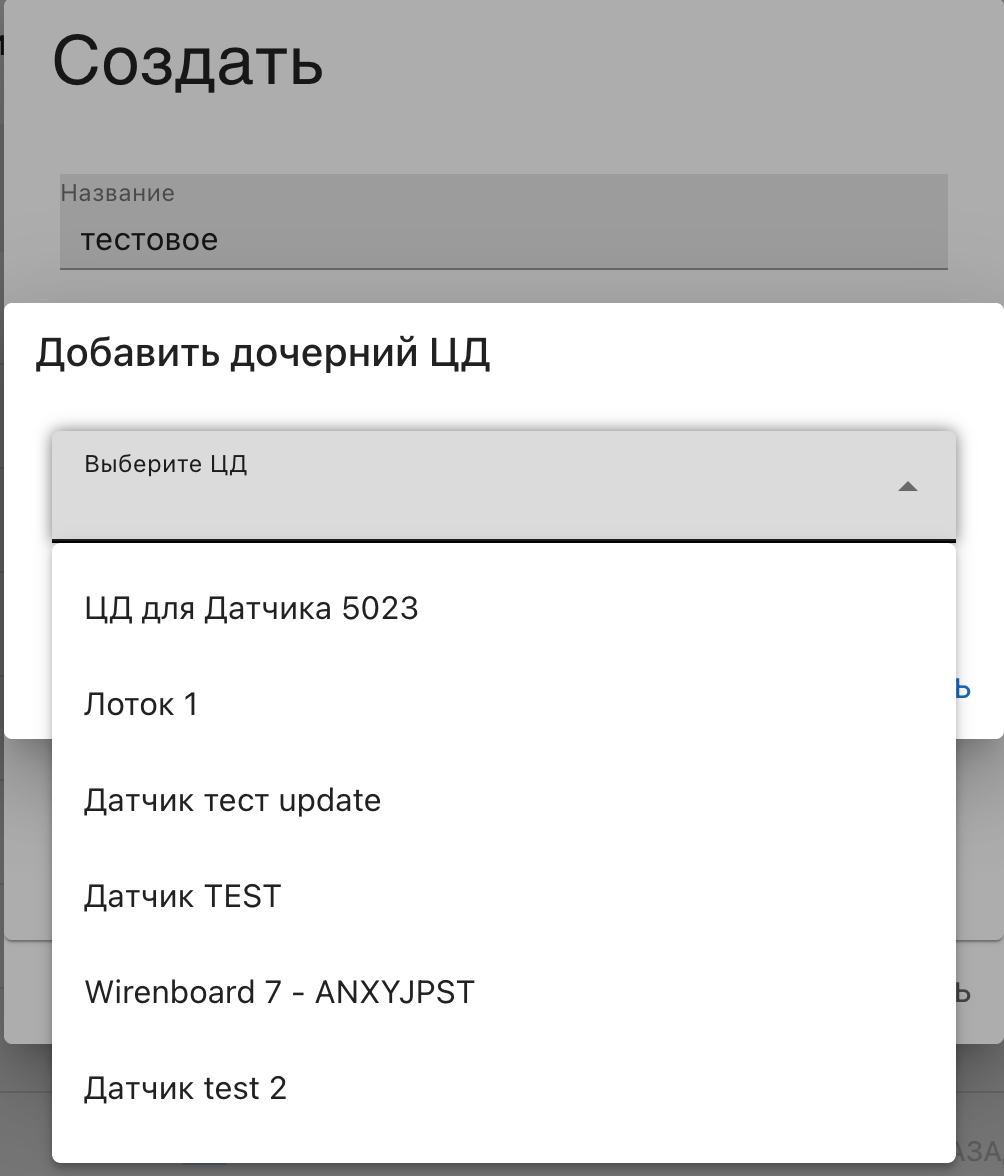 Создать
Название
тестовое
Добавить дочерний ЦД
Выберите ЦД
ЦД для Датчика 5023
Лоток 1
Ь
Датчик тест update
Датчик TEST
Wirenboard 7 - ANXYJPST
Ь
Датчик test 2
АЗА